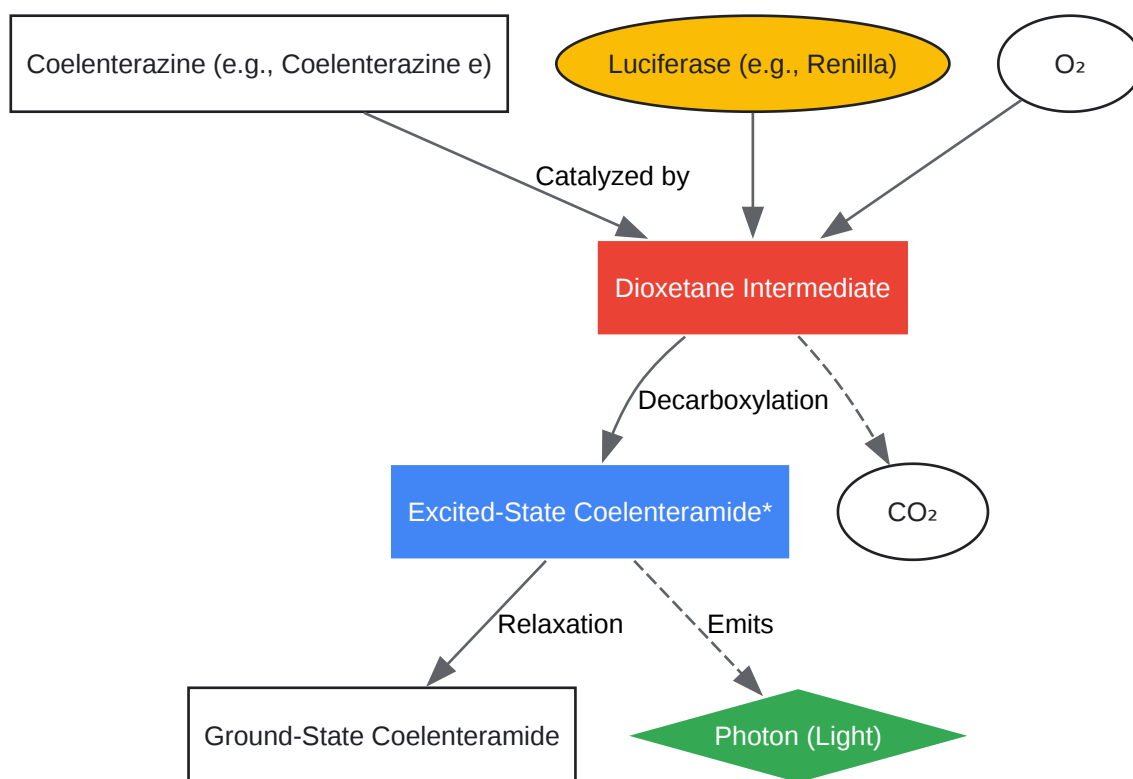 Coelenterazine (e.g., Coelenterazine e)
Luciferase (e.g., Renilla)
O₂
Catalyzed by
Dioxetane Intermediate
Decarboxylation
Excited-State Coelenteramide*
CO₂
Relaxation
Emits
Ground-State Coelenteramide
Photon (Light)